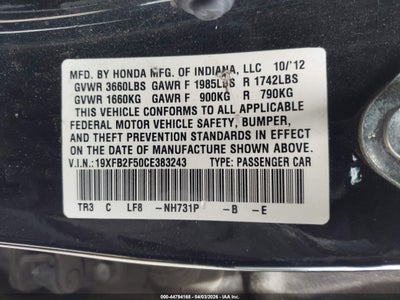 MFD. BY HONDA MFG. OF INDIANA, LLC 10/'12
GVWR 3660LBS GAWR F 1985LBS R 1742LBS
GVWR 1660KG GAWR F 900KG R 790KG
THIS VEHICLE CONFORMS TO ALL APPLICABLE
FEDERAL MOTOR VEHICLE SAFETY, BUMPER,
AND THEFT PREVENTION STANDARDS IN EFFECT
ON THE DATE OF MANUFACTURE SHOWN ABOVE.
V.I.N.: 19XFB2F50CE383243 TYPE: PASSENGER CAR
TR3 C LF8 -NH731P -B -E
© 44794168 - 04/03/2026 - IAA Inc.